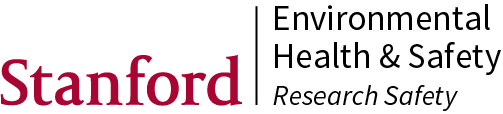 Stanford
Environmental
Health & Safety
Research Safety